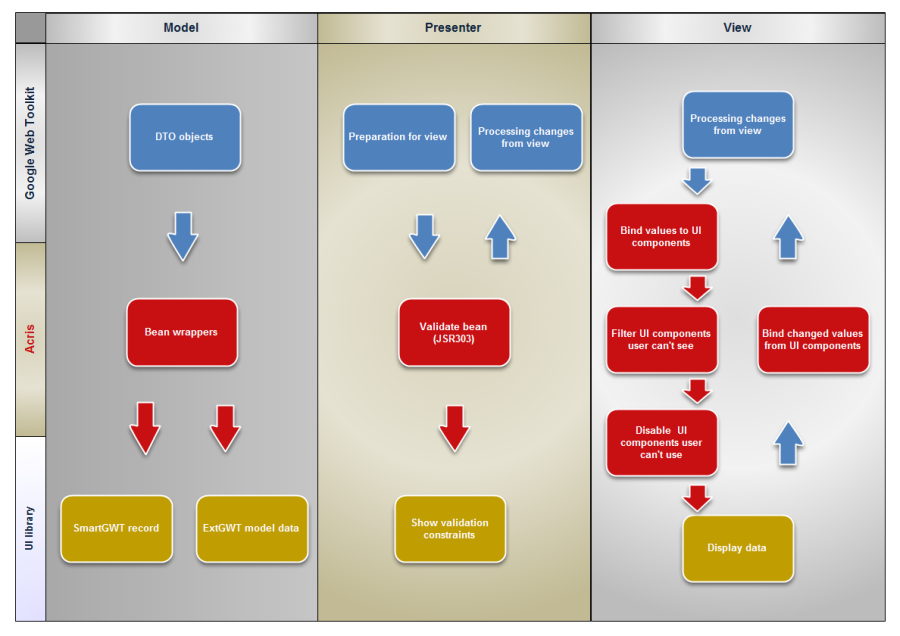 Model
Presenter
View
Google Web Toolkit
DTO objects
Preparation for view
Processing changes
from view
Processing changes
from view
Bind values to UI
components
Acris
Bean wrappers
Validate bean
(JSR303)
Filter UI components
user can't see
Bind changed values
from UI components
Disable  UI
components user
can't use
UI library
SmartGWT record
ExtGWT model data
Show validation
constraints
Display data